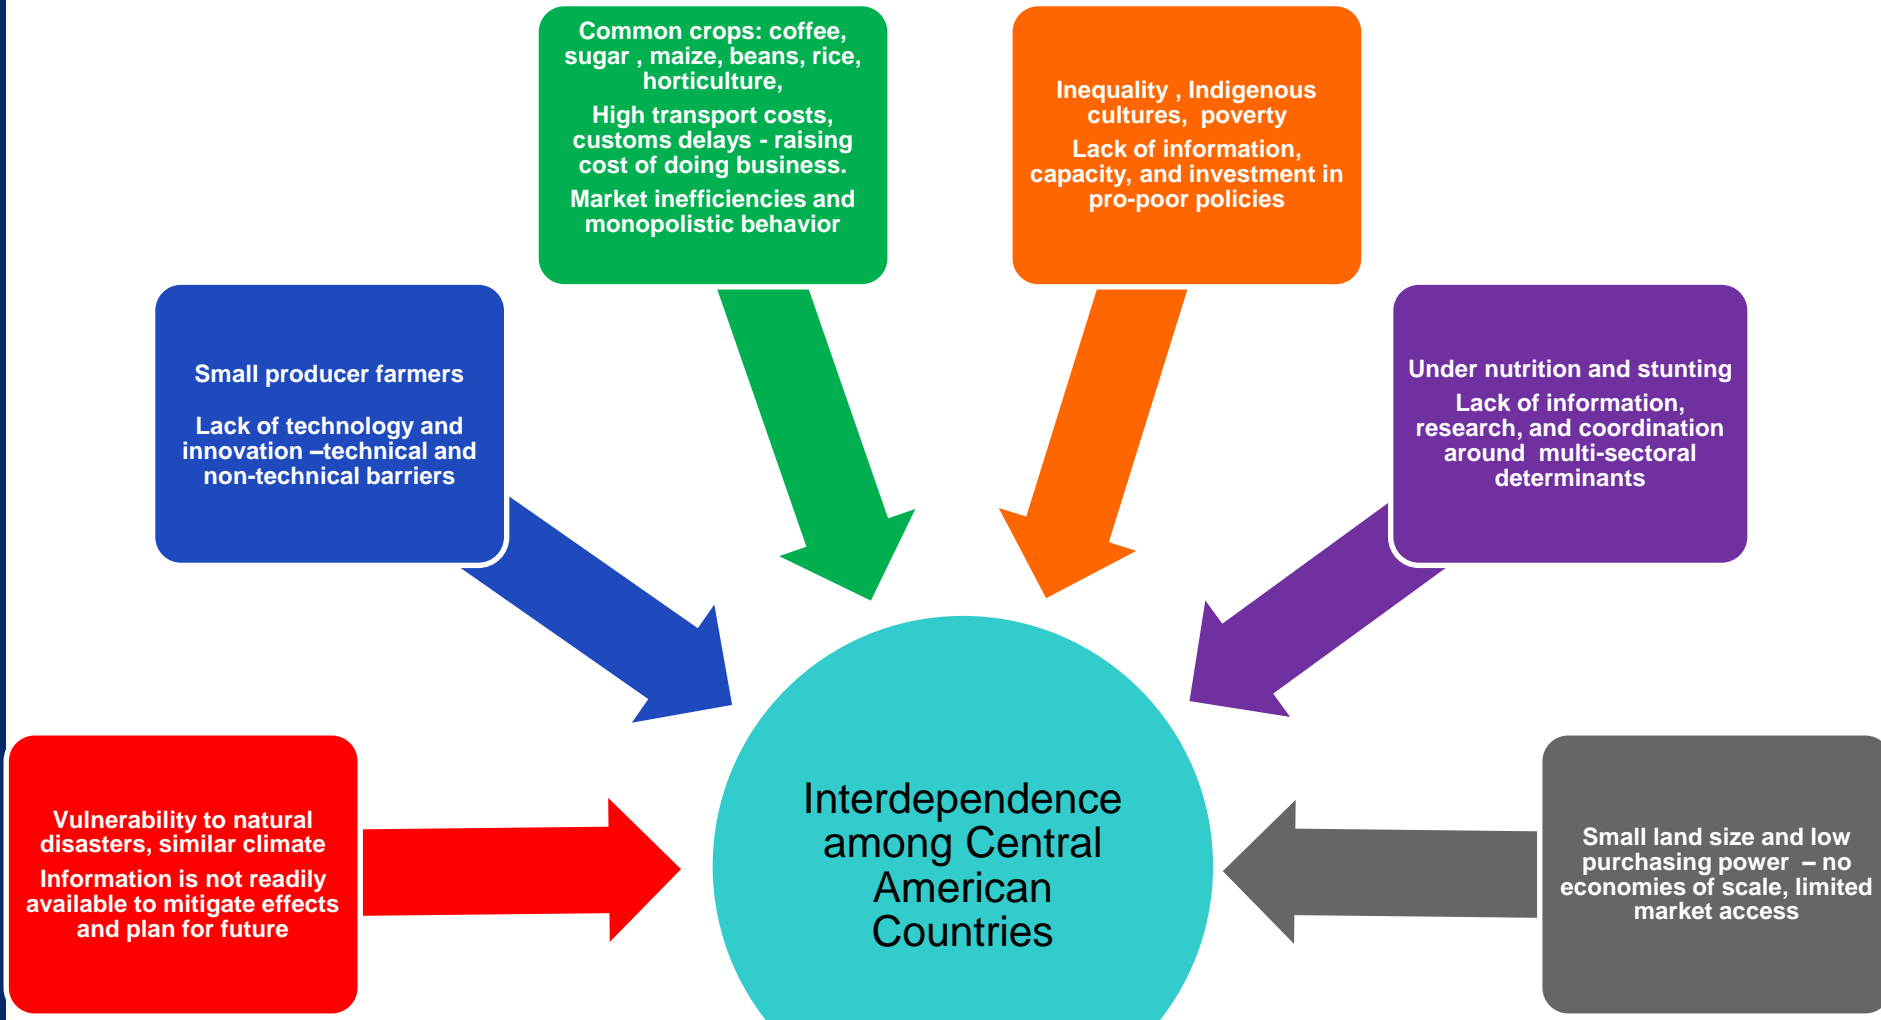 Common crops: coffee,
sugar , maize, beans, rice,
horticulture,
High transport costs,
customs delays - raising
cost of doing business.
Market inefficiencies and
monopolistic behavior
Inequality , Indigenous
cultures, poverty
Lack of information,
capacity, and investment in
pro-poor policies
Small producer farmers
Lack of technology and
innovation –technical and
non-technical barriers
Under nutrition and stunting
Lack of information,
research, and coordination
around multi-sectoral
determinants
Vulnerability to natural
disasters, similar climate
Information is not readily
available to mitigate effects
and plan for future
Interdependence
among Central
American
Countries
Small land size and low
purchasing power – no
economies of scale, limited
market access